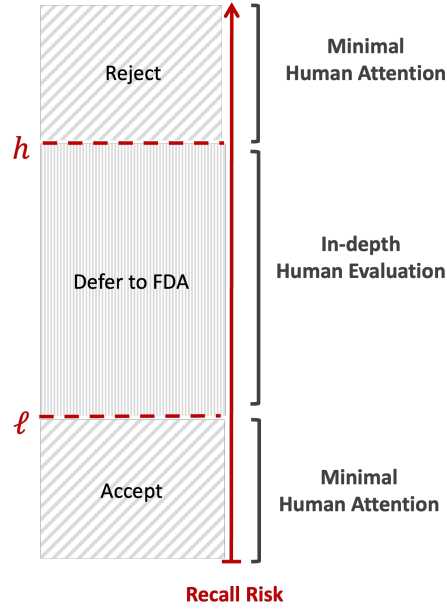 Reject
Minimal
Human Attention
h
Defer to FDA
In-depth
Human Evaluation
ℓ
Accept
Minimal
Human Attention
Recall Risk